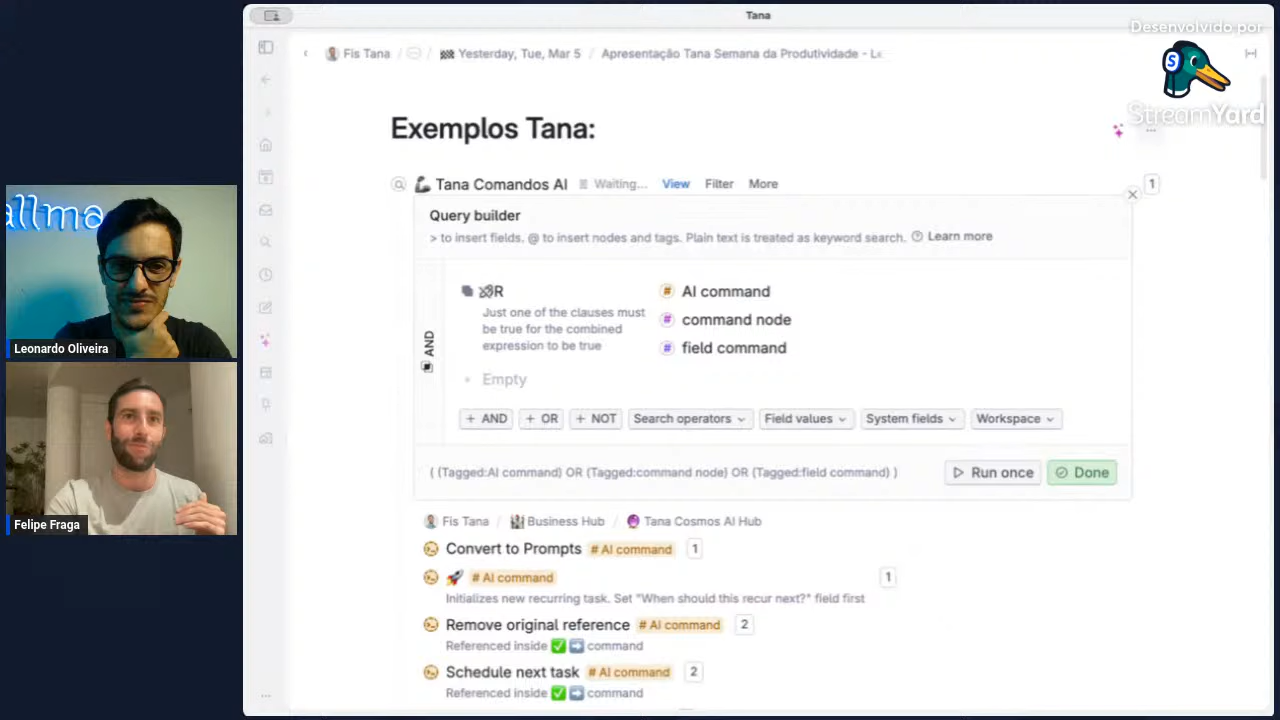 Tana
Desenvolvido por
StreamYard
Fis Tana / Yesterday, Tue, Mar 5 / Apresentação Tana Semana da Produtividade - Le
Exemplos Tana:
Tana Comandos AI Waiting... View Filter More 1
Query builder
> to insert fields. @ to insert nodes and tags. Plain text is treated as keyword search. Learn more
AND
OR
Just one of the clauses must
be true for the combined
expression to be true
# AI command
# command node
# field command
Empty
+ AND + OR + NOT Search operators Field values System fields Workspace
( (Tagged:AI command) OR (Tagged:command node) OR (Tagged:field command) ) Run once Done
Fis Tana / Business Hub / Tana Cosmos AI Hub
Convert to Prompts # AI command 1
🚀 # AI command 1
Initializes new recurring task. Set "When should this recur next?" field first
Remove original reference # AI command 2
Referenced inside ✅ ➡️ command
Schedule next task # AI command 2
Referenced inside ✅ ➡️ command
allma
Leonardo Oliveira
Felipe Fraga